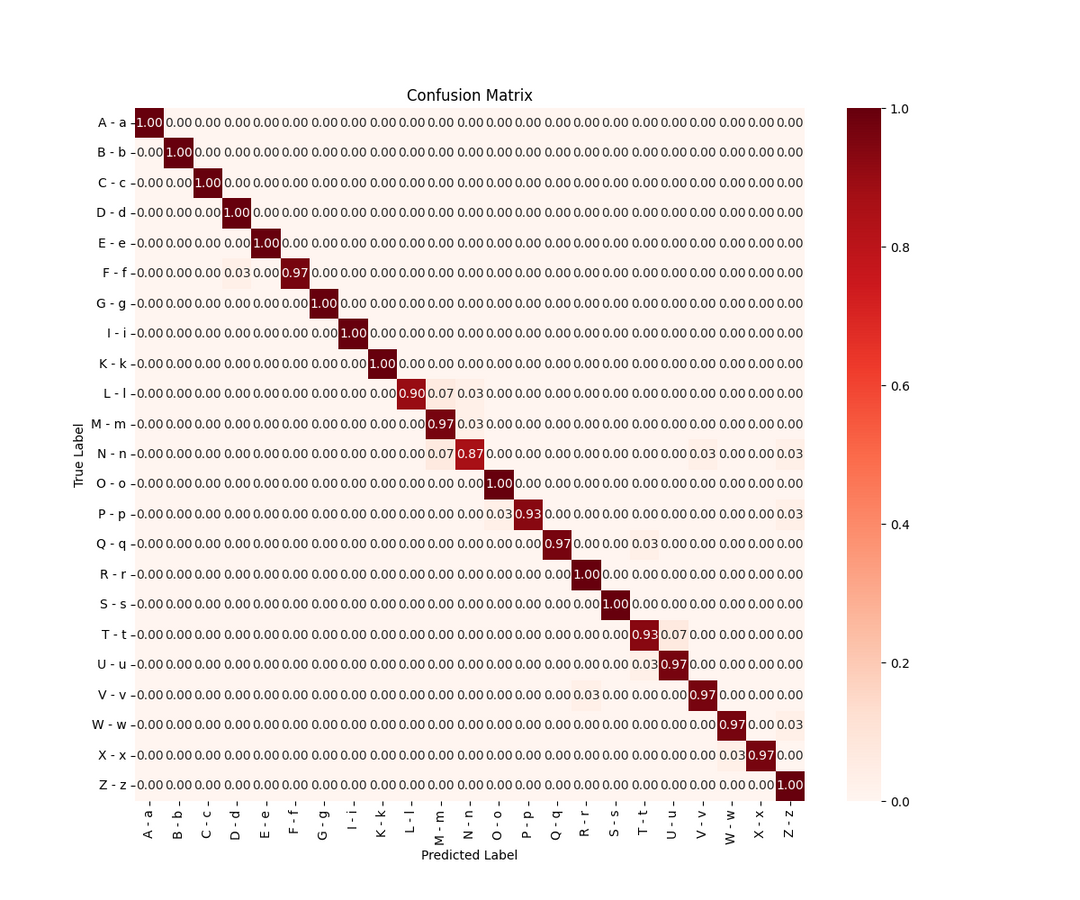 Confusion Matrix
A - a 1.00 0.00 0.00 0.00 0.00 0.00 0.00 0.00 0.00 0.00 0.00 0.00 0.00 0.00 0.00 0.00 0.00 0.00 0.00 0.00 0.00 0.00 0.00
B - b 0.00 1.00 0.00 0.00 0.00 0.00 0.00 0.00 0.00 0.00 0.00 0.00 0.00 0.00 0.00 0.00 0.00 0.00 0.00 0.00 0.00 0.00 0.00
C - c 0.00 0.00 1.00 0.00 0.00 0.00 0.00 0.00 0.00 0.00 0.00 0.00 0.00 0.00 0.00 0.00 0.00 0.00 0.00 0.00 0.00 0.00 0.00
D - d 0.00 0.00 0.00 1.00 0.00 0.00 0.00 0.00 0.00 0.00 0.00 0.00 0.00 0.00 0.00 0.00 0.00 0.00 0.00 0.00 0.00 0.00 0.00
E - e 0.00 0.00 0.00 0.00 1.00 0.00 0.00 0.00 0.00 0.00 0.00 0.00 0.00 0.00 0.00 0.00 0.00 0.00 0.00 0.00 0.00 0.00 0.00
F - f 0.00 0.00 0.00 0.03 0.00 0.97 0.00 0.00 0.00 0.00 0.00 0.00 0.00 0.00 0.00 0.00 0.00 0.00 0.00 0.00 0.00 0.00 0.00
G - g 0.00 0.00 0.00 0.00 0.00 0.00 1.00 0.00 0.00 0.00 0.00 0.00 0.00 0.00 0.00 0.00 0.00 0.00 0.00 0.00 0.00 0.00 0.00
I - i 0.00 0.00 0.00 0.00 0.00 0.00 0.00 1.00 0.00 0.00 0.00 0.00 0.00 0.00 0.00 0.00 0.00 0.00 0.00 0.00 0.00 0.00 0.00
K - k 0.00 0.00 0.00 0.00 0.00 0.00 0.00 0.00 1.00 0.00 0.00 0.00 0.00 0.00 0.00 0.00 0.00 0.00 0.00 0.00 0.00 0.00 0.00
L - l 0.00 0.00 0.00 0.00 0.00 0.00 0.00 0.00 0.00 0.90 0.07 0.03 0.00 0.00 0.00 0.00 0.00 0.00 0.00 0.00 0.00 0.00 0.00
M - m 0.00 0.00 0.00 0.00 0.00 0.00 0.00 0.00 0.00 0.00 0.97 0.03 0.00 0.00 0.00 0.00 0.00 0.00 0.00 0.00 0.00 0.00 0.00
N - n 0.00 0.00 0.00 0.00 0.00 0.00 0.00 0.00 0.00 0.00 0.07 0.87 0.00 0.00 0.00 0.00 0.00 0.00 0.00 0.03 0.00 0.00 0.03
O - o 0.00 0.00 0.00 0.00 0.00 0.00 0.00 0.00 0.00 0.00 0.00 0.00 1.00 0.00 0.00 0.00 0.00 0.00 0.00 0.00 0.00 0.00 0.00
P - p 0.00 0.00 0.00 0.00 0.00 0.00 0.00 0.00 0.00 0.00 0.00 0.00 0.03 0.93 0.00 0.00 0.00 0.00 0.00 0.00 0.00 0.00 0.03
Q - q 0.00 0.00 0.00 0.00 0.00 0.00 0.00 0.00 0.00 0.00 0.00 0.00 0.00 0.00 0.97 0.00 0.00 0.03 0.00 0.00 0.00 0.00 0.00
R - r 0.00 0.00 0.00 0.00 0.00 0.00 0.00 0.00 0.00 0.00 0.00 0.00 0.00 0.00 0.00 1.00 0.00 0.00 0.00 0.00 0.00 0.00 0.00
S - s 0.00 0.00 0.00 0.00 0.00 0.00 0.00 0.00 0.00 0.00 0.00 0.00 0.00 0.00 0.00 0.00 1.00 0.00 0.00 0.00 0.00 0.00 0.00
T - t 0.00 0.00 0.00 0.00 0.00 0.00 0.00 0.00 0.00 0.00 0.00 0.00 0.00 0.00 0.00 0.00 0.00 0.93 0.07 0.00 0.00 0.00 0.00
U - u 0.00 0.00 0.00 0.00 0.00 0.00 0.00 0.00 0.00 0.00 0.00 0.00 0.00 0.00 0.00 0.00 0.00 0.03 0.97 0.00 0.00 0.00 0.00
V - v 0.00 0.00 0.00 0.00 0.00 0.00 0.00 0.00 0.00 0.00 0.00 0.00 0.00 0.00 0.00 0.03 0.00 0.00 0.00 0.97 0.00 0.00 0.00
W - w 0.00 0.00 0.00 0.00 0.00 0.00 0.00 0.00 0.00 0.00 0.00 0.00 0.00 0.00 0.00 0.00 0.00 0.00 0.00 0.00 0.97 0.00 0.03
X - x 0.00 0.00 0.00 0.00 0.00 0.00 0.00 0.00 0.00 0.00 0.00 0.00 0.00 0.00 0.00 0.00 0.00 0.00 0.00 0.00 0.03 0.97 0.00
Z - z 0.00 0.00 0.00 0.00 0.00 0.00 0.00 0.00 0.00 0.00 0.00 0.00 0.00 0.00 0.00 0.00 0.00 0.00 0.00 0.00 0.00 0.00 1.00
A - a B - b C - c D - d E - e F - f G - g I - i K - k L - l M - m N - n O - o P - p Q - q R - r S - s T - t U - u V - v W - w X - x Z - z
Predicted Label
True Label
1.0
0.8
0.6
0.4
0.2
0.0